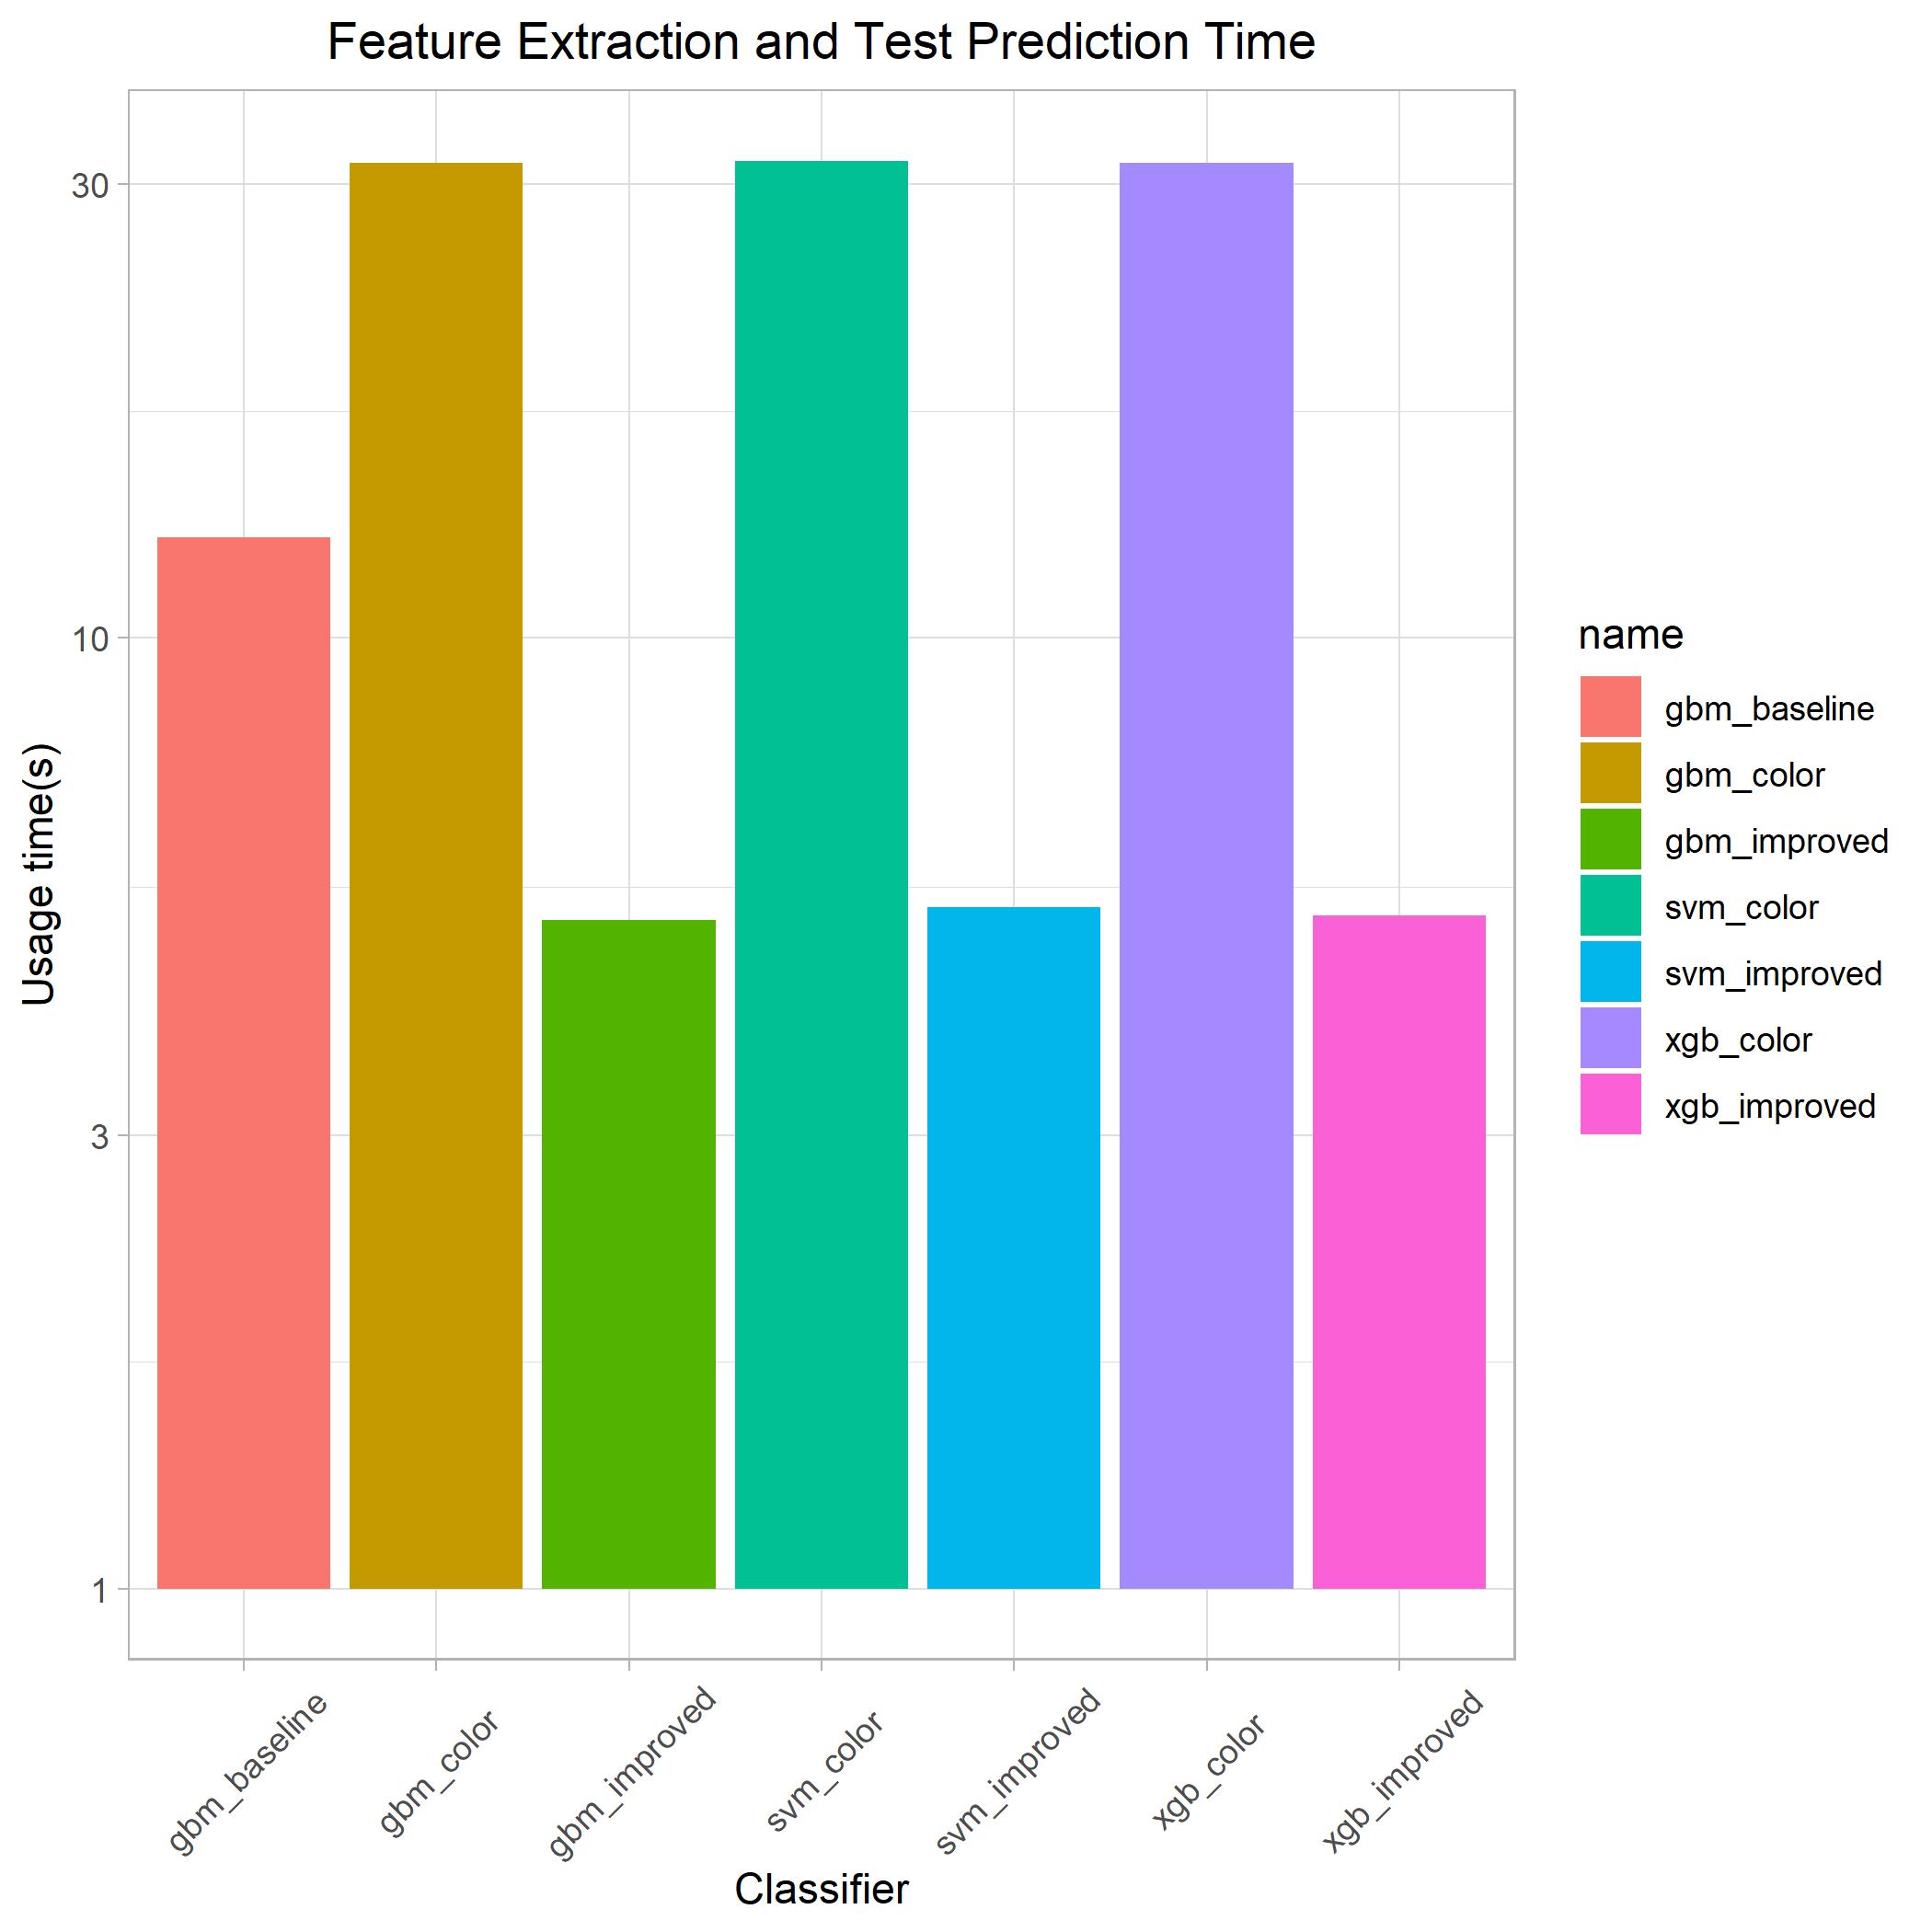 Feature Extraction and Test Prediction Time
Usage time(s)
30
10
3
1
gbm_baseline
gbm_color
gbm_improved
svm_color
svm_improved
xgb_color
xgb_improved
Classifier
name
gbm_baseline
gbm_color
gbm_improved
svm_color
svm_improved
xgb_color
xgb_improved